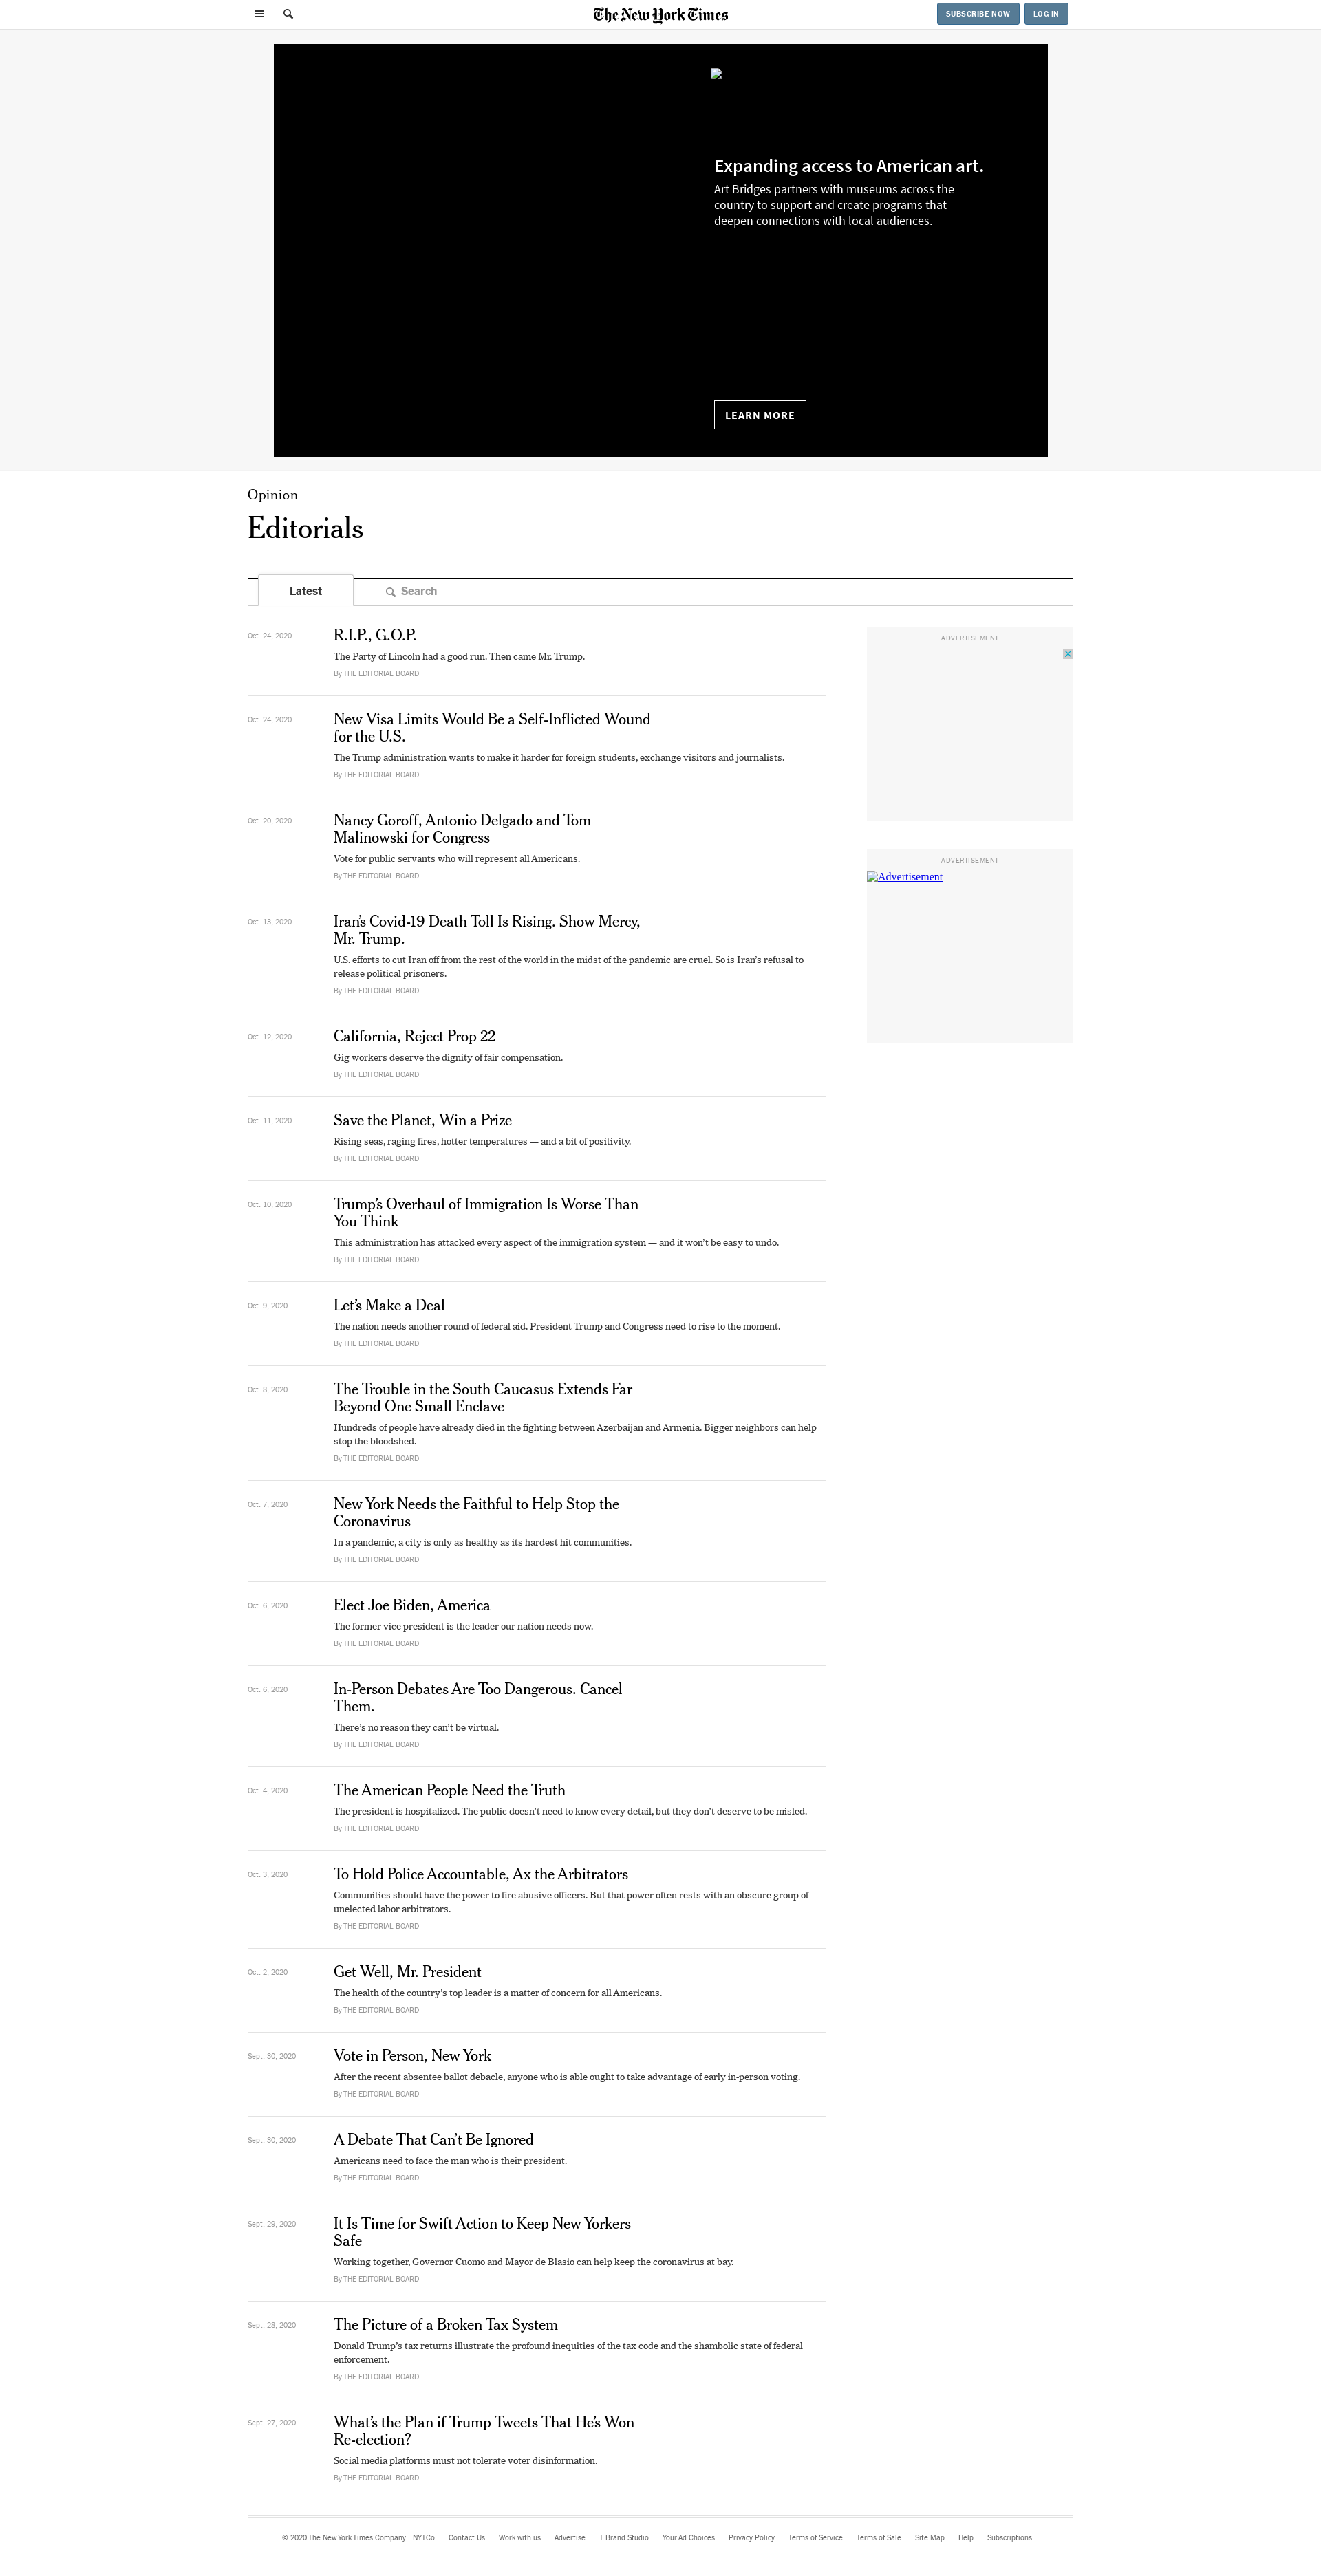 The New York Times
SUBSCRIBE NOW
LOG IN
Expanding access to American art.
Art Bridges partners with museums across the
country to support and create programs that
deepen connections with local audiences.
LEARN MORE
Opinion
Editorials
Latest
Search
Oct. 24, 2020
R.I.P., G.O.P.
The Party of Lincoln had a good run. Then came Mr. Trump.
By THE EDITORIAL BOARD
Oct. 24, 2020
New Visa Limits Would Be a Self-Inflicted Wound
for the U.S.
The Trump administration wants to make it harder for foreign students, exchange visitors and journalists.
By THE EDITORIAL BOARD
Oct. 20, 2020
Nancy Goroff, Antonio Delgado and Tom
Malinowski for Congress
Vote for public servants who will represent all Americans.
By THE EDITORIAL BOARD
Oct. 13, 2020
Iran’s Covid-19 Death Toll Is Rising. Show Mercy,
Mr. Trump.
U.S. efforts to cut Iran off from the rest of the world in the midst of the pandemic are cruel. So is Iran’s refusal to
release political prisoners.
By THE EDITORIAL BOARD
Oct. 12, 2020
California, Reject Prop 22
Gig workers deserve the dignity of fair compensation.
By THE EDITORIAL BOARD
Oct. 11, 2020
Save the Planet, Win a Prize
Rising seas, raging fires, hotter temperatures — and a bit of positivity.
By THE EDITORIAL BOARD
Oct. 10, 2020
Trump’s Overhaul of Immigration Is Worse Than
You Think
This administration has attacked every aspect of the immigration system — and it won’t be easy to undo.
By THE EDITORIAL BOARD
Oct. 9, 2020
Let’s Make a Deal
The nation needs another round of federal aid. President Trump and Congress need to rise to the moment.
By THE EDITORIAL BOARD
Oct. 8, 2020
The Trouble in the South Caucasus Extends Far
Beyond One Small Enclave
Hundreds of people have already died in the fighting between Azerbaijan and Armenia. Bigger neighbors can help
stop the bloodshed.
By THE EDITORIAL BOARD
Oct. 7, 2020
New York Needs the Faithful to Help Stop the
Coronavirus
In a pandemic, a city is only as healthy as its hardest hit communities.
By THE EDITORIAL BOARD
Oct. 6, 2020
Elect Joe Biden, America
The former vice president is the leader our nation needs now.
By THE EDITORIAL BOARD
Oct. 6, 2020
In-Person Debates Are Too Dangerous. Cancel
Them.
There’s no reason they can’t be virtual.
By THE EDITORIAL BOARD
Oct. 4, 2020
The American People Need the Truth
The president is hospitalized. The public doesn’t need to know every detail, but they don’t deserve to be misled.
By THE EDITORIAL BOARD
Oct. 3, 2020
To Hold Police Accountable, Ax the Arbitrators
Communities should have the power to fire abusive officers. But that power often rests with an obscure group of
unelected labor arbitrators.
By THE EDITORIAL BOARD
Oct. 2, 2020
Get Well, Mr. President
The health of the country’s top leader is a matter of concern for all Americans.
By THE EDITORIAL BOARD
Sept. 30, 2020
Vote in Person, New York
After the recent absentee ballot debacle, anyone who is able ought to take advantage of early in-person voting.
By THE EDITORIAL BOARD
Sept. 30, 2020
A Debate That Can’t Be Ignored
Americans need to face the man who is their president.
By THE EDITORIAL BOARD
Sept. 29, 2020
It Is Time for Swift Action to Keep New Yorkers
Safe
Working together, Governor Cuomo and Mayor de Blasio can help keep the coronavirus at bay.
By THE EDITORIAL BOARD
Sept. 28, 2020
The Picture of a Broken Tax System
Donald Trump’s tax returns illustrate the profound inequities of the tax code and the shambolic state of federal
enforcement.
By THE EDITORIAL BOARD
Sept. 27, 2020
What’s the Plan if Trump Tweets That He’s Won
Re-election?
Social media platforms must not tolerate voter disinformation.
By THE EDITORIAL BOARD
ADVERTISEMENT
ADVERTISEMENT
Advertisement
© 2020 The New York Times Company NYTCo Contact Us Work with us Advertise T Brand Studio Your Ad Choices Privacy Policy Terms of Service Terms of Sale Site Map Help Subscriptions